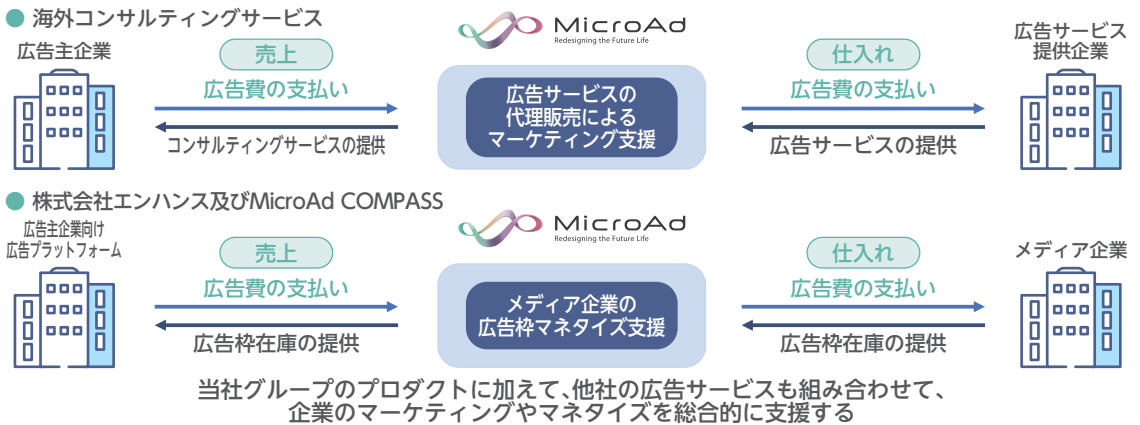 海外コンサルティングサービス
MicroAd
Redesigning the Future Life
広告主企業
売上
広告費の支払い
コンサルティングサービスの提供
広告サービスの
代理販売による
マーケティング支援
仕入れ
広告費の支払い
広告サービスの提供
広告サービス
提供企業
株式会社エンハンス及びMicroAd COMPASS
MicroAd
Redesigning the Future Life
広告主企業向け
広告プラットフォーム
売上
広告費の支払い
広告枠在庫の提供
メディア企業の
広告枠マネタイズ支援
仕入れ
広告費の支払い
広告枠在庫の提供
メディア企業
当社グループのプロダクトに加えて、他社の広告サービスも組み合わせて、
企業のマーケティングやマネタイズを総合的に支援する